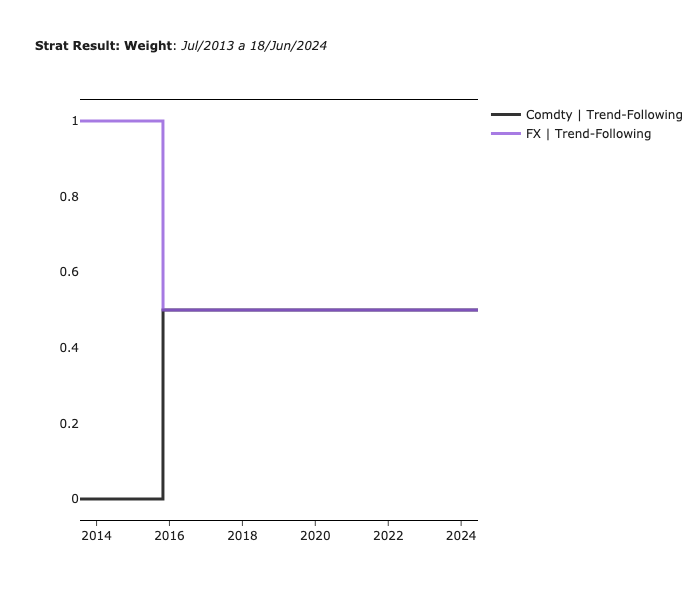 Strat Result: Weight: Jul/2013 a 18/Jun/2024
Comdty | Trend-Following
FX | Trend-Following
1
0.8
0.6
0.4
0.2
0
2014 2016 2018 2020 2022 2024